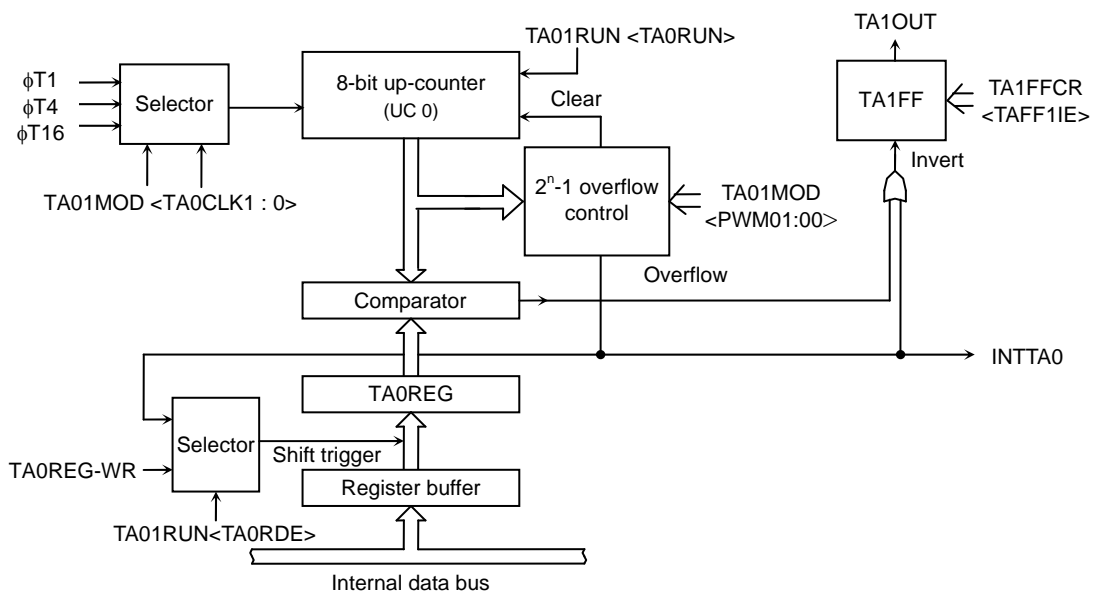 TA1OUT
TA01RUN <TA0RUN>
ϕT1
ϕT4
ϕT16
Selector
8-bit up-counter
(UC 0)
Clear
TA1FF
TA1FFCR
<TAFF1IE>
Invert
TA01MOD <TA0CLK1 : 0>
2ⁿ-1 overflow
control
TA01MOD
<PWM01:00>
Overflow
Comparator
INTTA0
TA0REG
Selector
Shift trigger
TA0REG-WR
Register buffer
TA01RUN<TA0RDE>
Internal data bus